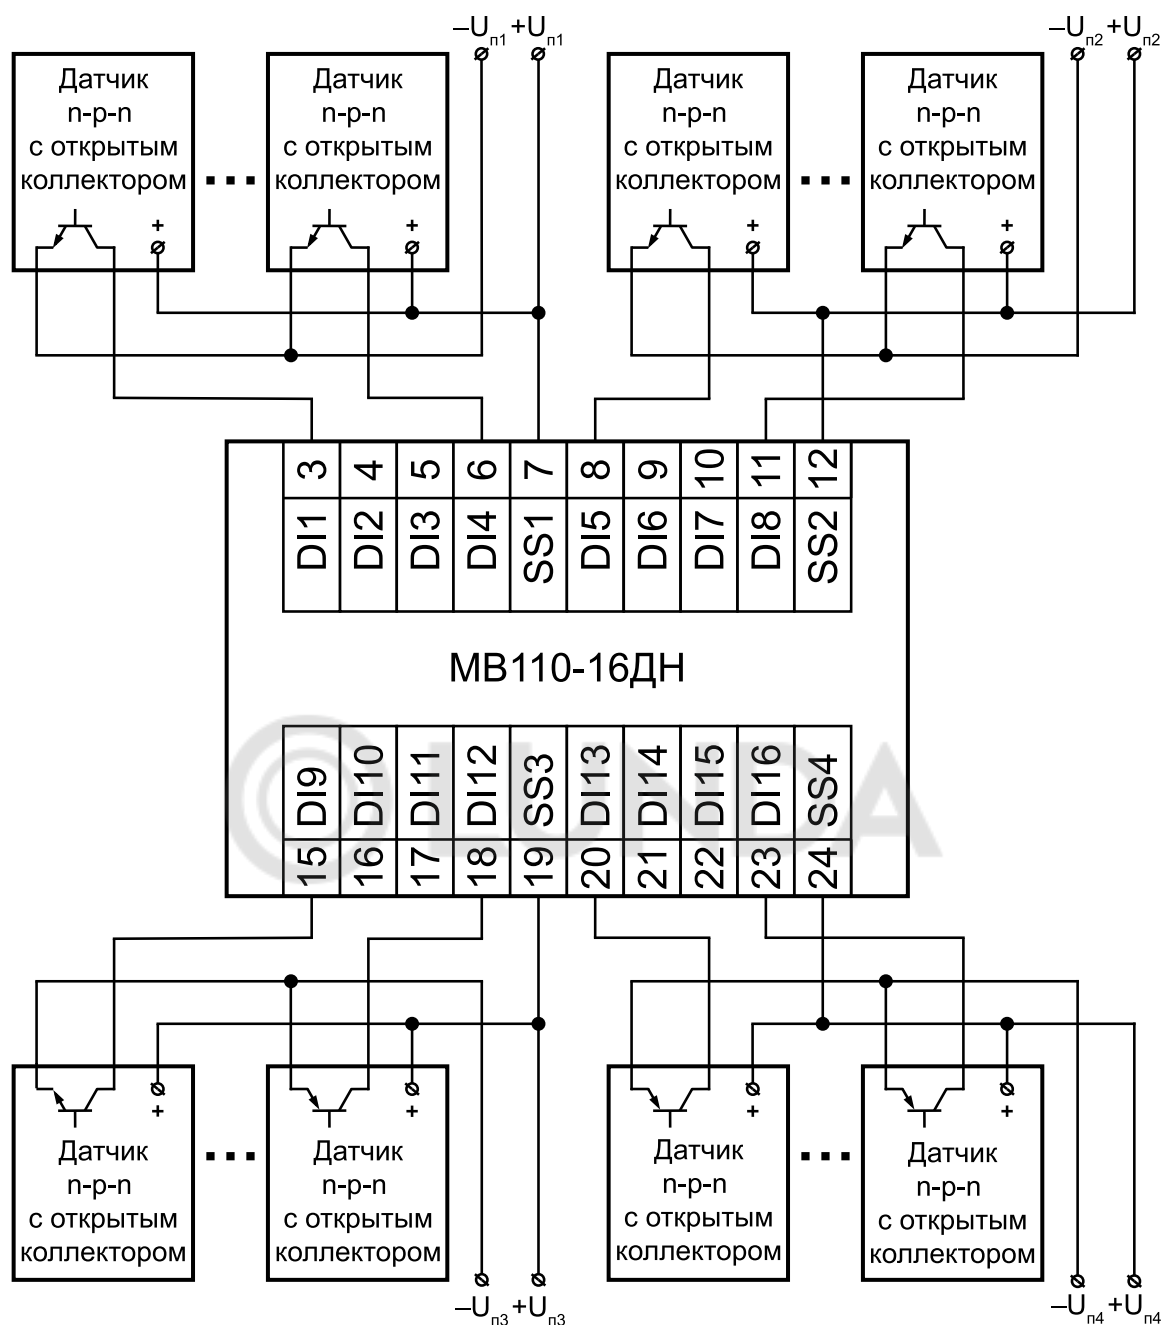 –Uп1 +Uп1
–Uп2 +Uп2
Датчик
n-p-n
с открытым
коллектором
+
...
Датчик
n-p-n
с открытым
коллектором
+
Датчик
n-p-n
с открытым
коллектором
+
...
Датчик
n-p-n
с открытым
коллектором
+
3 4 5 6 7 8 9 10 11 12
DI1 DI2 DI3 DI4 SS1 DI5 DI6 DI7 DI8 SS2
МВ110-16ДН
LUNDA
DI9 DI10 DI11 DI12 SS3 DI13 DI14 DI15 DI16 SS4
15 16 17 18 19 20 21 22 23 24
+
Датчик
n-p-n
с открытым
коллектором
...
+
Датчик
n-p-n
с открытым
коллектором
+
Датчик
n-p-n
с открытым
коллектором
...
+
Датчик
n-p-n
с открытым
коллектором
–Uп3 +Uп3
–Uп4 +Uп4